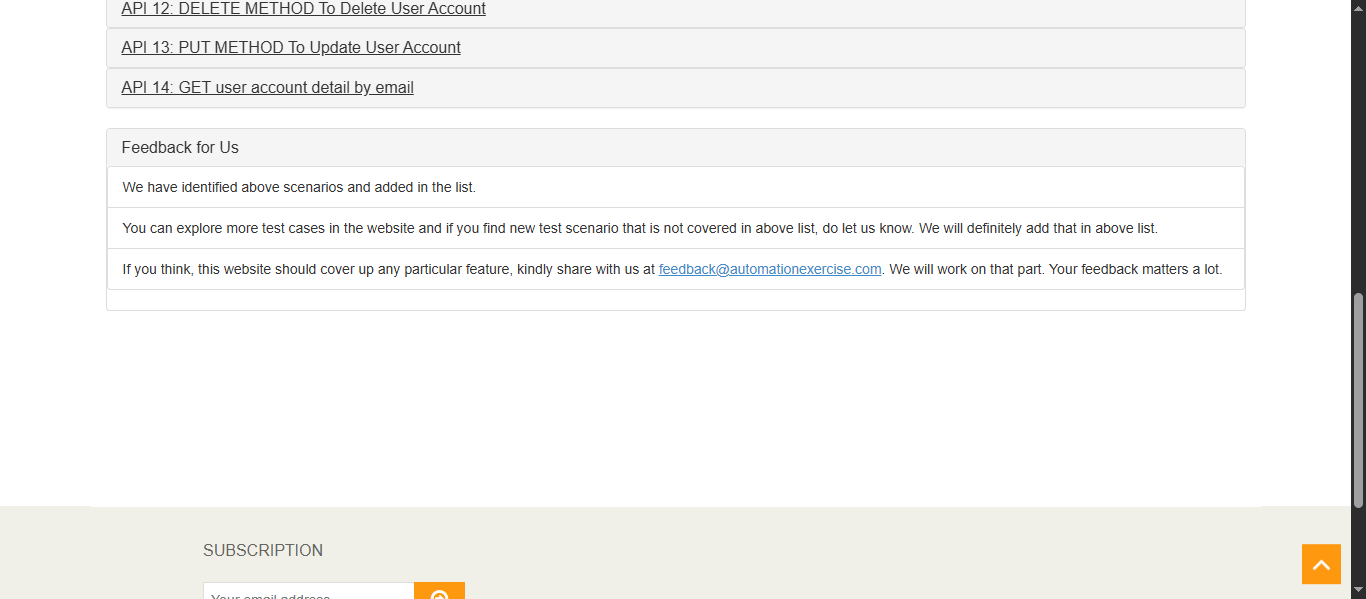 API 12: DELETE METHOD To Delete User Account
API 13: PUT METHOD To Update User Account
API 14: GET user account detail by email
Feedback for Us
We have identified above scenarios and added in the list.
You can explore more test cases in the website and if you find new test scenario that is not covered in above list, do let us know. We will definitely add that in above list.
If you think, this website should cover up any particular feature, kindly share with us at feedback@automationexercise.com. We will work on that part. Your feedback matters a lot.
SUBSCRIPTION
Your email address